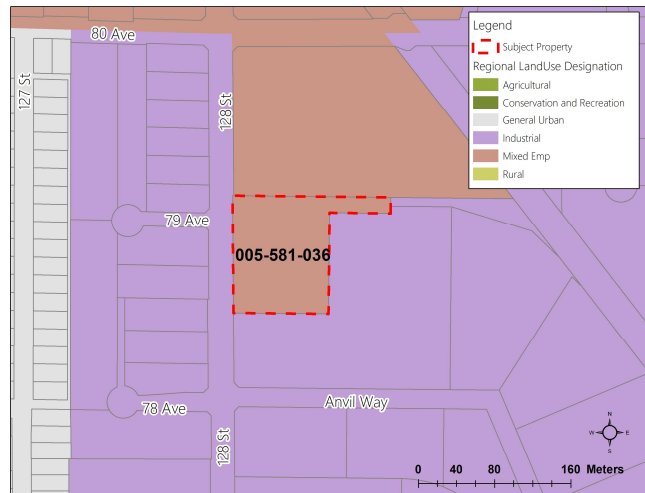 80 Ave
127 St
128 St
79 Ave
005-581-036
78 Ave
Anvil Way
128 St
Legend
Subject Property
Regional LandUse Designation
Agricultural
Conservation and Recreation
General Urban
Industrial
Mixed Emp
Rural
N
W E
S
0 40 80 160 Meters